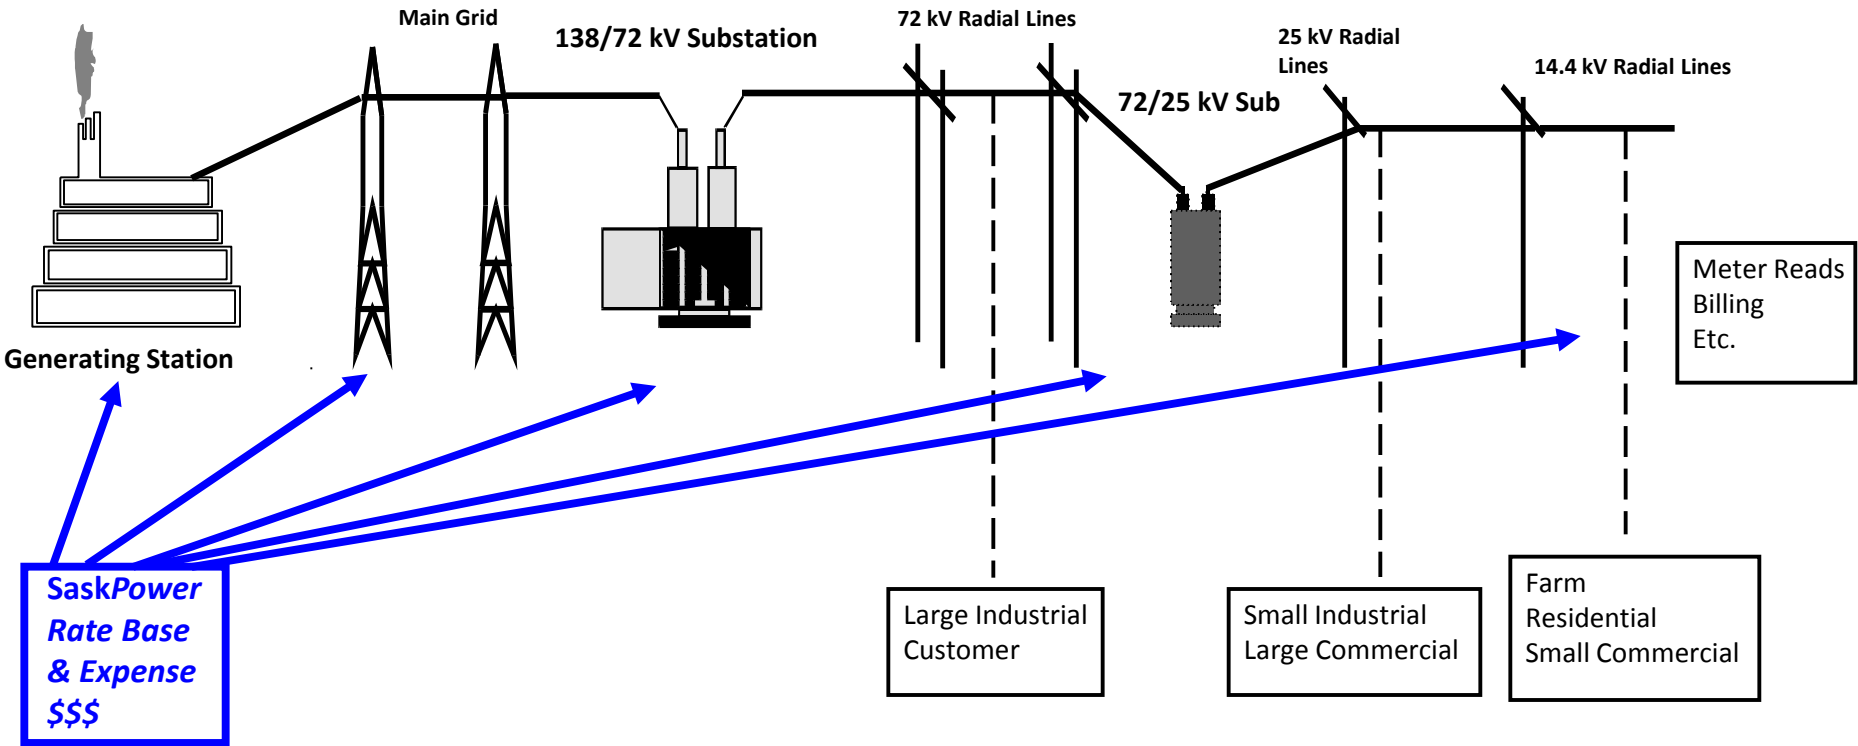 Main Grid
138/72 kV Substation
72 kV Radial Lines
25 kV Radial
Lines
14.4 kV Radial Lines
72/25 kV Sub
Generating Station
Meter Reads
Billing
Etc.
SaskPower
Rate Base
& Expense
$$$
Large Industrial
Customer
Small Industrial
Large Commercial
Farm
Residential
Small Commercial